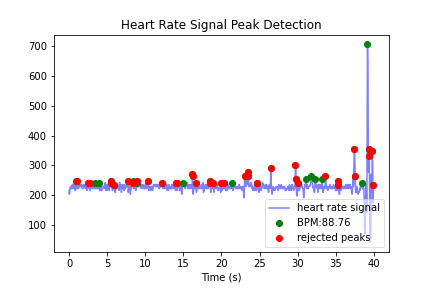 Heart Rate Signal Peak Detection
700
600
500
400
300
200
100
heart rate signal
BPM:88.76
rejected peaks
0 5 10 15 20 25 30 35 40
Time (s)